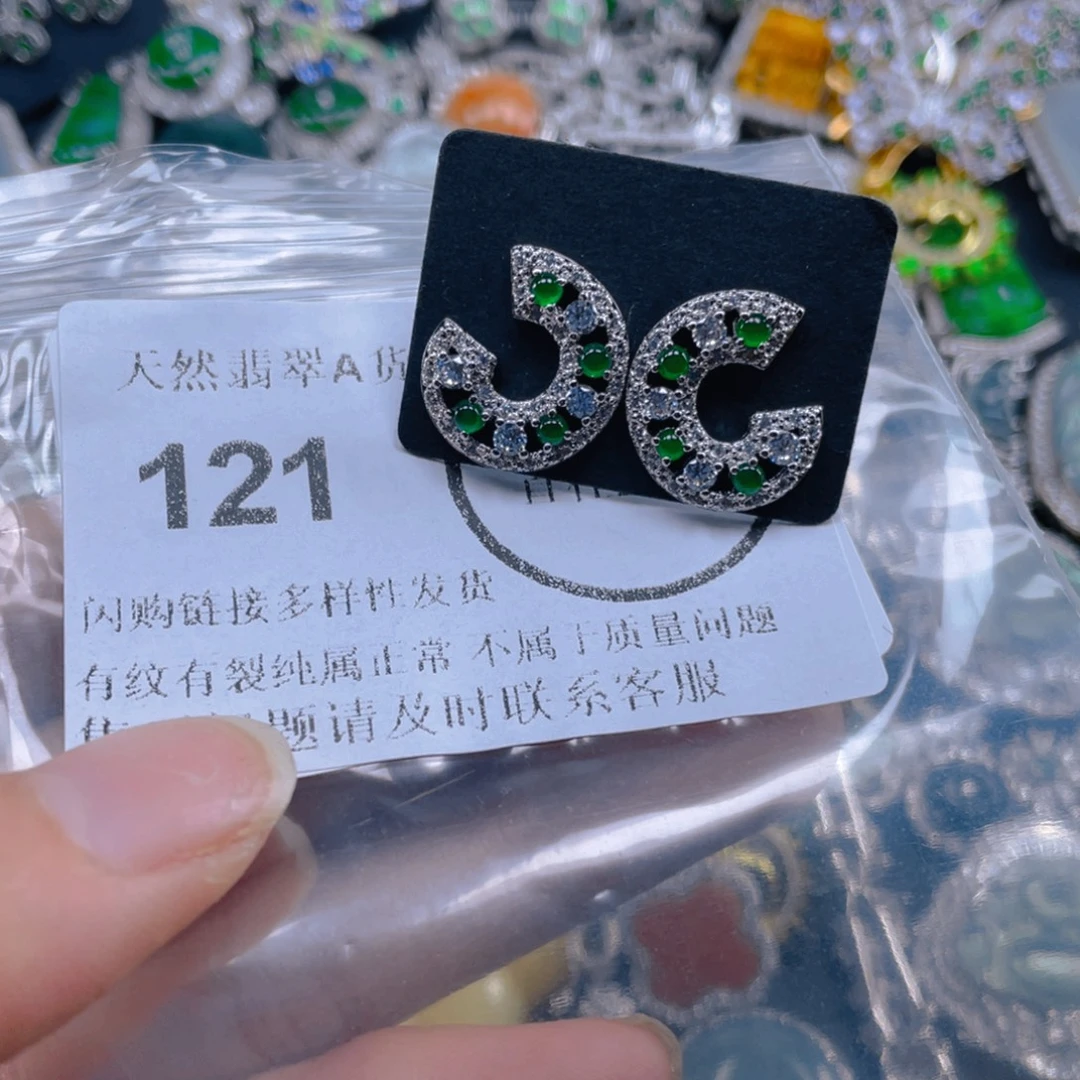 天然翡翠A货
121
闪购链接多样性发货
有纹有裂纯属正常 不属于质量问题
题请及时联系客服